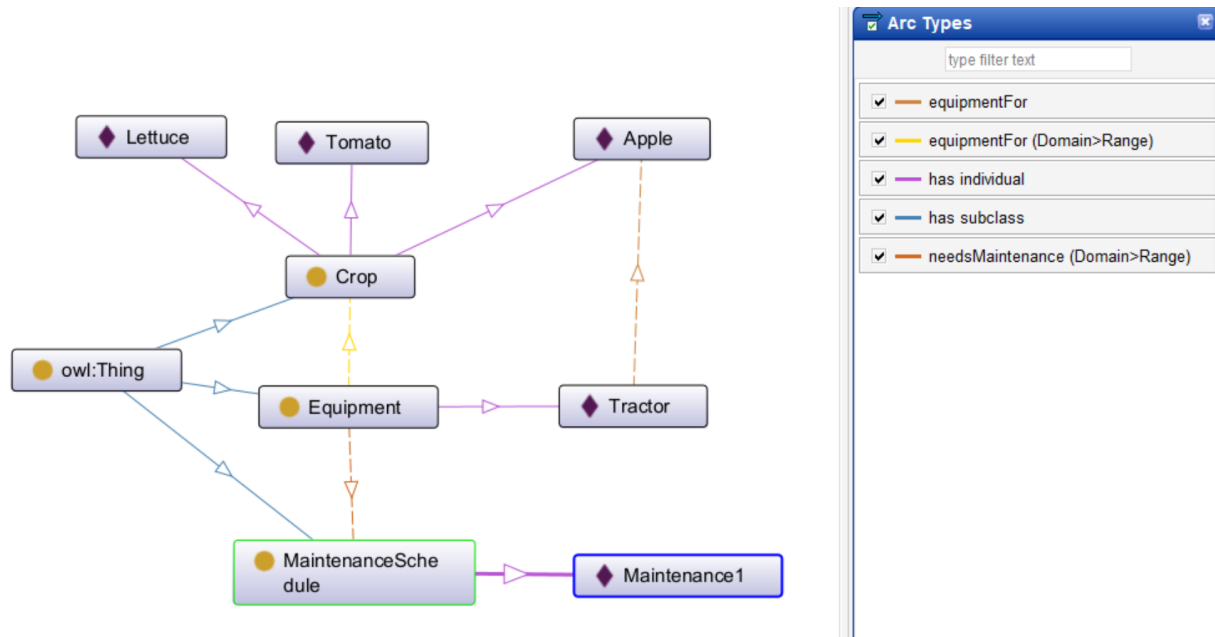 Arc Types
type filter text
equipmentFor
equipmentFor (Domain>Range)
has individual
has subclass
needsMaintenance (Domain>Range)
Lettuce
Tomato
Apple
Crop
owl:Thing
Equipment
Tractor
MaintenanceSche
dule
Maintenance1